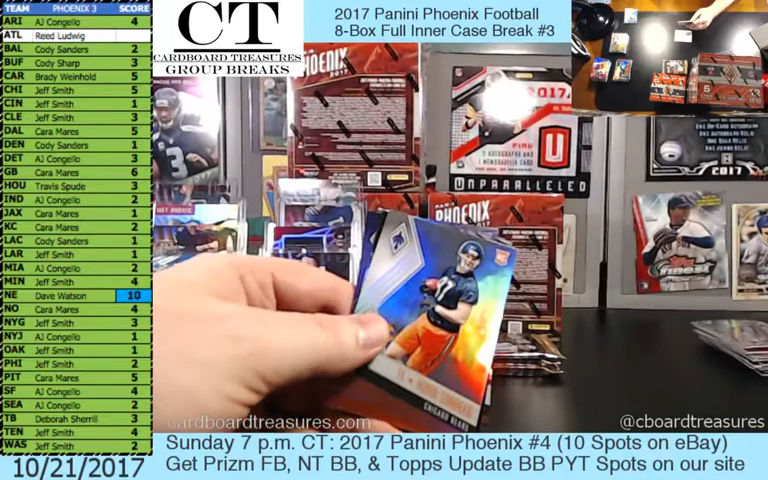 TEAM PHOENIX 3 SCORE
ARI AJ Congello 4
ATL Reed Ludwig
BAL Cody Sanders 2
BUF Cody Sharp 3
CAR Brady Weinhold 5
CHI Jeff Smith 5
CIN Jeff Smith 1
CLE Jeff Smith 3
DAL Cara Mares 5
DEN Cody Sanders 1
DET AJ Congello 3
GB Cara Mares 6
HOU Travis Spude 3
IND AJ Congello 2
JAX Cara Mares 1
KC Cara Mares 2
LAC Cody Sanders 1
LAR Jeff Smith 1
MIA AJ Congello 2
MIN Jeff Smith 4
NE Dave Watson 10
NO Cara Mares 4
NYG Jeff Smith 3
NYJ AJ Congello 1
OAK Jeff Smith 1
PHI Jeff Smith 2
PIT Cara Mares 5
SF AJ Congello 4
SEA AJ Congello 2
TB Deborah Sherrill 3
TEN Jeff Smith 4
WAS Jeff Smith 2
10/21/2017
CT
CARDBOARD TREASURES
GROUP BREAKS
2017 Panini Phoenix Football
8-Box Full Inner Case Break #3
PHOENIX
2017
2017
UNPARALLELED
PANINI
PHOENIX
2017
FINEST
CHICAGO BEARS
cardboardtreasures.com
@cboardtreasures
Sunday 7 p.m. CT: 2017 Panini Phoenix #4 (10 Spots on eBay)
Get Prizm FB, NT BB, & Topps Update BB PYT Spots on our site